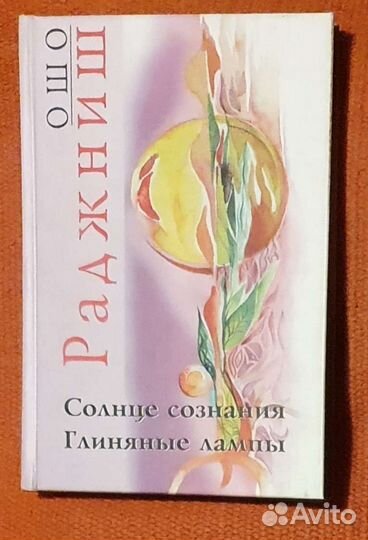 ОШО
Раджниш
Солнце сознания
Глиняные лампы
Avito